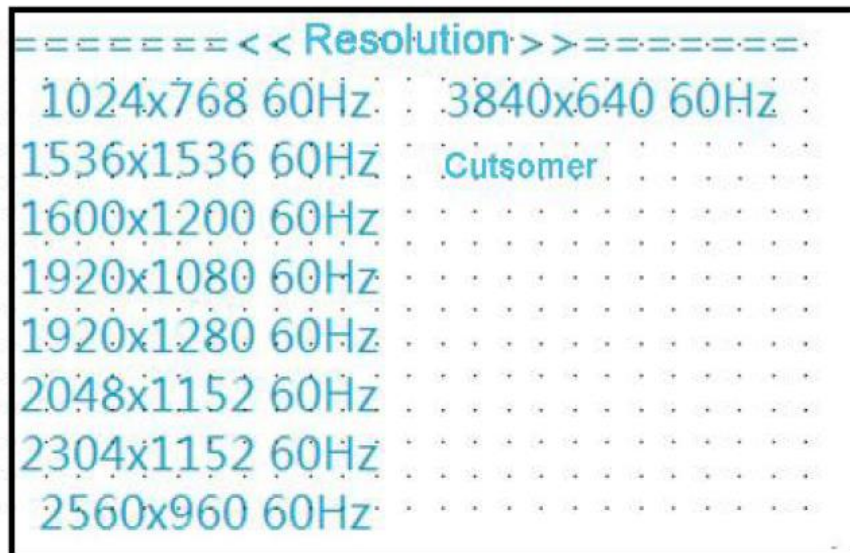 =======<< Resolution >>=======
1024x768 60Hz
1536x1536 60Hz
1600x1200 60Hz
1920x1080 60Hz
1920x1280 60Hz
2048x1152 60Hz
2304x1152 60Hz
2560x960 60Hz
3840x640 60Hz
Cutsomer